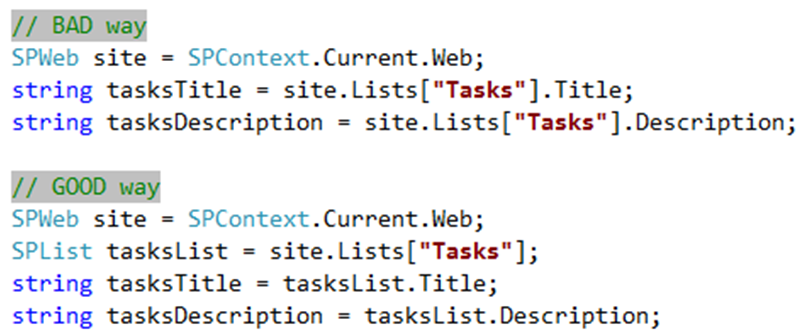 // BAD way
SPWeb site = SPContext.Current.Web;
string tasksTitle = site.Lists["Tasks"].Title;
string tasksDescription = site.Lists["Tasks"].Description;
// GOOD way
SPWeb site = SPContext.Current.Web;
SPList tasksList = site.Lists["Tasks"];
string tasksTitle = tasksList.Title;
string tasksDescription = tasksList.Description;